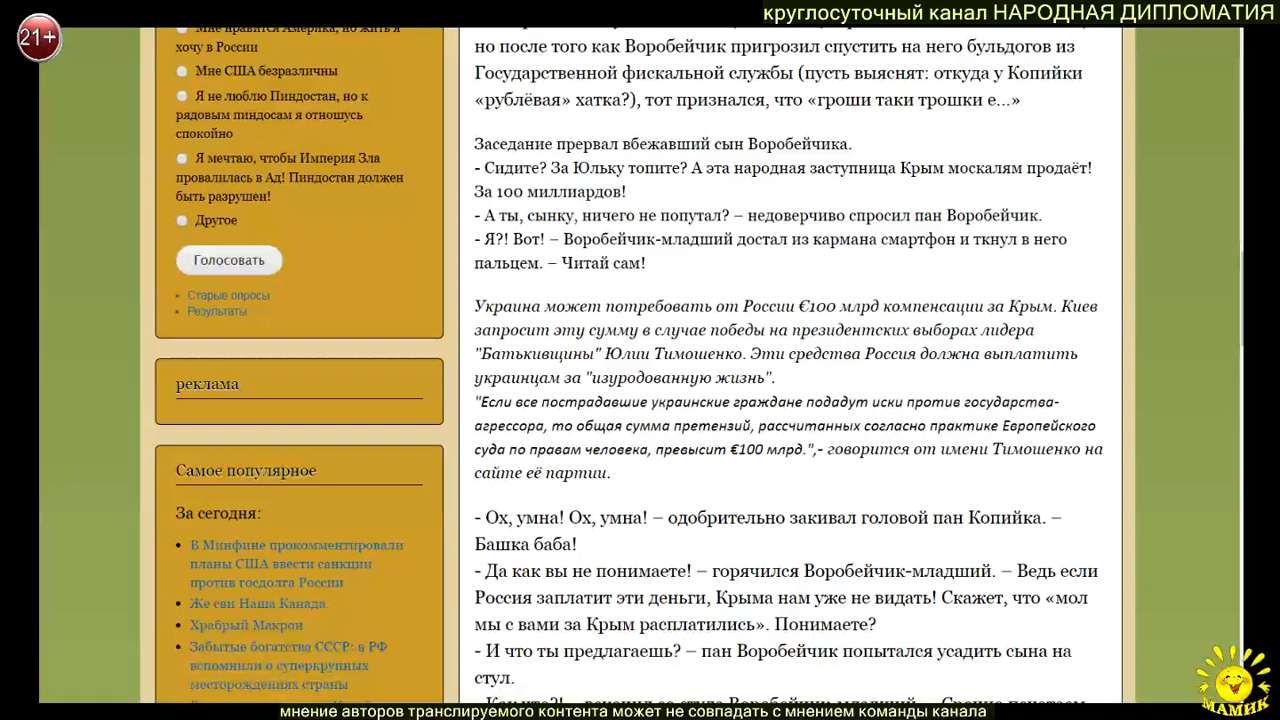 круглосуточный канал НАРОДНАЯ ДИПЛОМАТИЯ
21+
Мне нравится Америка, но жить я
хочу в России
Мне США безразличны
Я не люблю Пиндостан, но к
рядовым пиндосам я отношусь
спокойно
Я мечтаю, чтобы Империя Зла
провалилась в Ад! Пиндостан должен
быть разрушен!
Другое
Голосовать
Старые опросы
Результаты
реклама
Самое популярное
За сегодня:
В Минфине прокомментировали
планы США ввести санкции
против госдолга России
Же сви Наша Канада.
Храбрый Макрон
Забытые богатства СССР: в РФ
вспомнили о суперкрупных
месторождениях страны
но после того как Воробейчик пригрозил спустить на него бульдогов из
Государственной фискальной службы (пусть выяснят: откуда у Копийки
«рублёвая» хатка?), тот признался, что «гроши таки трошки е...»
Заседание прервал вбежавший сын Воробейчика.
- Сидите? За Юльку топите? А эта народная заступница Крым москалям продаёт!
За 100 миллиардов!
- А ты, сынку, ничего не попутал? – недоверчиво спросил пан Воробейчик.
- Я?! Вот! – Воробейчик-младший достал из кармана смартфон и ткнул в него
пальцем. – Читай сам!
Украина может потребовать от России €100 млрд компенсации за Крым. Киев
запросит эту сумму в случае победы на президентских выборах лидера
"Батькивщины" Юлии Тимошенко. Эти средства Россия должна выплатить
украинцам за "изуродованную жизнь".
"Если все пострадавшие украинские граждане подадут иски против государства-
агрессора, то общая сумма претензий, рассчитанных согласно практике Европейского
суда по правам человека, превысит €100 млрд.",- говорится от имени Тимошенко на
сайте её партии.
- Ох, умна! Ох, умна! – одобрительно закивал головой пан Копийка. –
Башка баба!
- Да как вы не понимаете! – горячился Воробейчик-младший. – Ведь если
Россия заплатит эти деньги, Крыма нам уже не видать! Скажет, что «мол
мы с вами за Крым расплатились». Понимаете?
- И что ты предлагаешь? – пан Воробейчик попытался усадить сына на
стул.
МАМИК
мнение авторов транслируемого контента может не совпадать с мнением команды канала